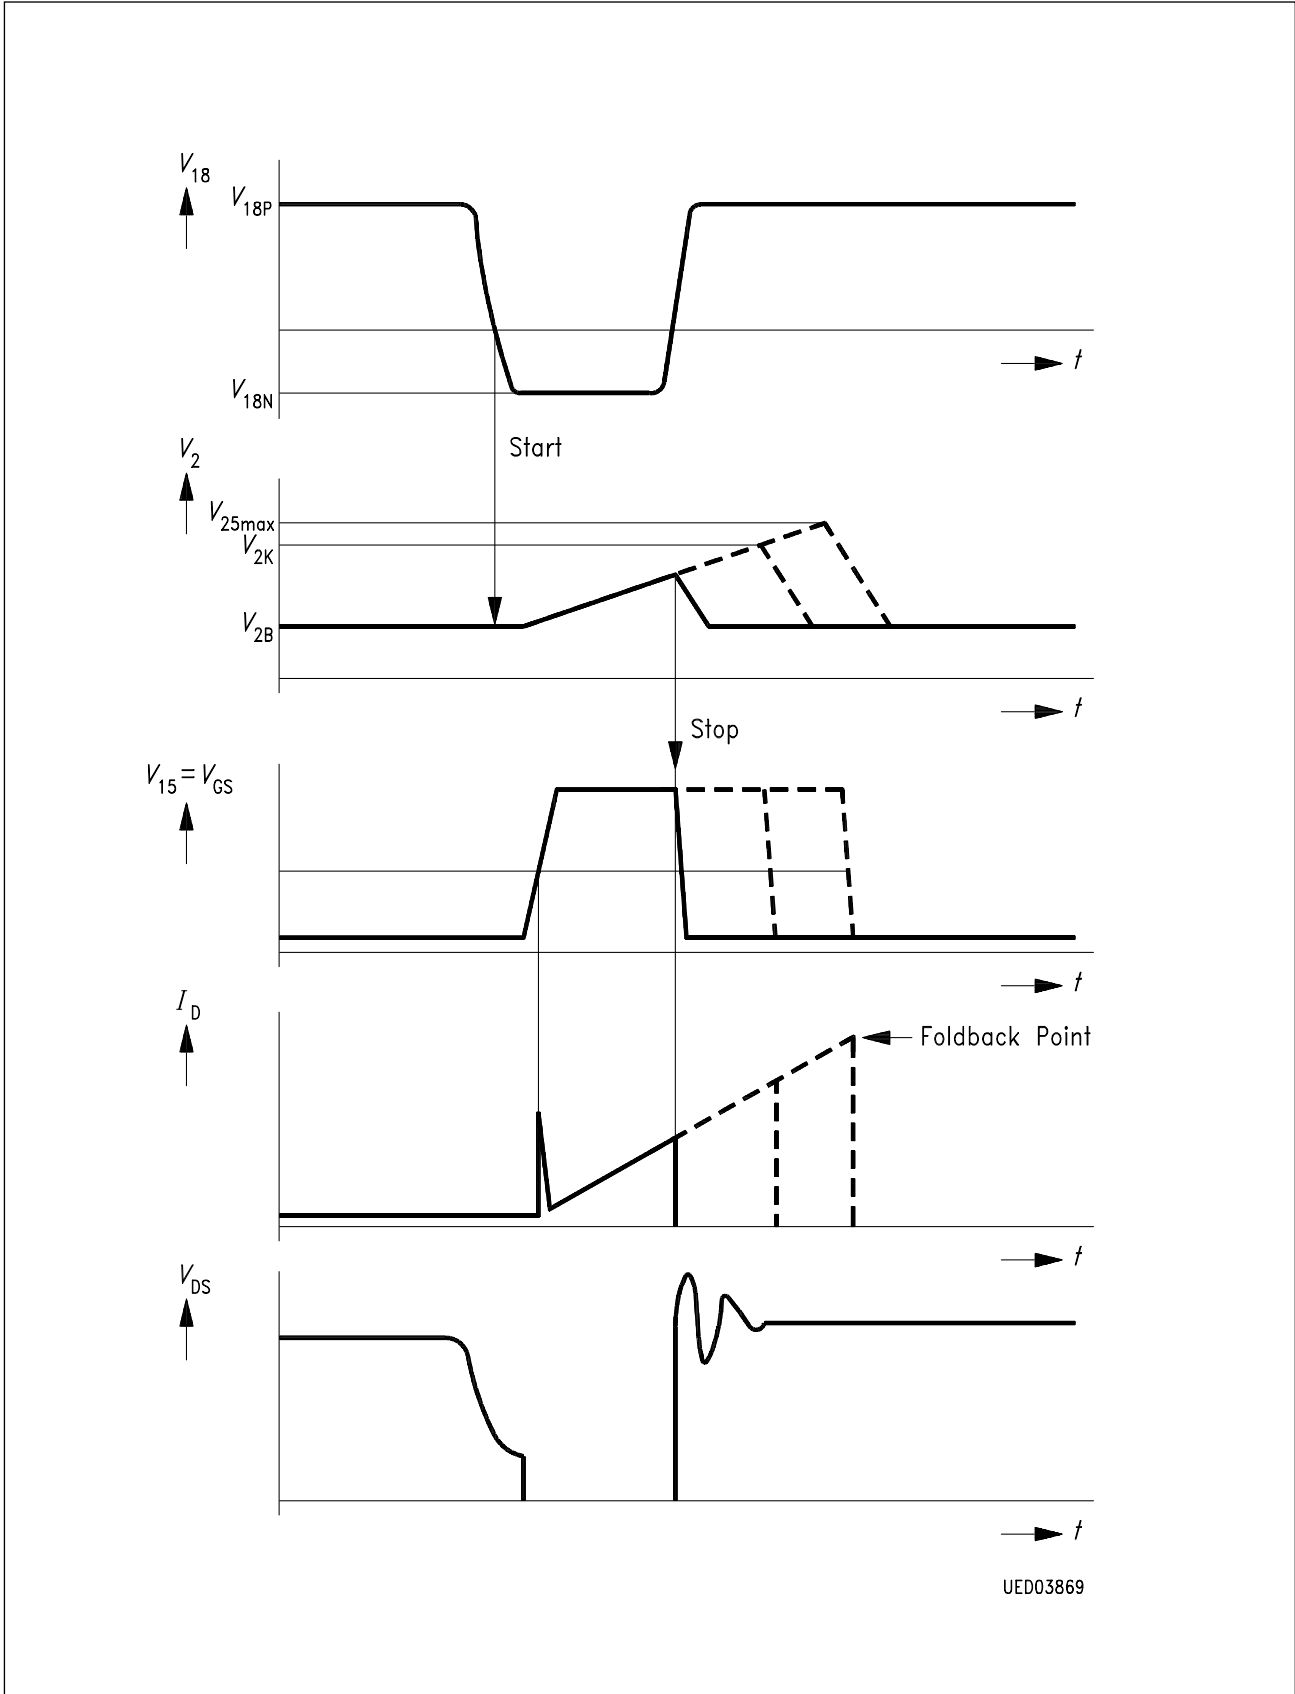 V18
V18P
t
V18N
Start
V2
V25max
V2K
V2B
t
Stop
V15=VGS
t
ID
Foldback Point
t
VDS
t
UED03869